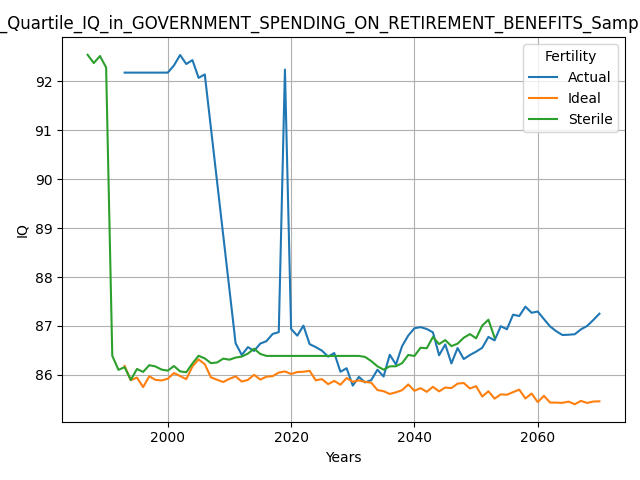 _Quartile_IQ_in_GOVERNMENT_SPENDING_ON_RETIREMENT_BENEFITS_Samp
Fertility
Actual
Ideal
Sterile
IQ
92
91
90
89
88
87
86
2000
2020
2040
2060
Years